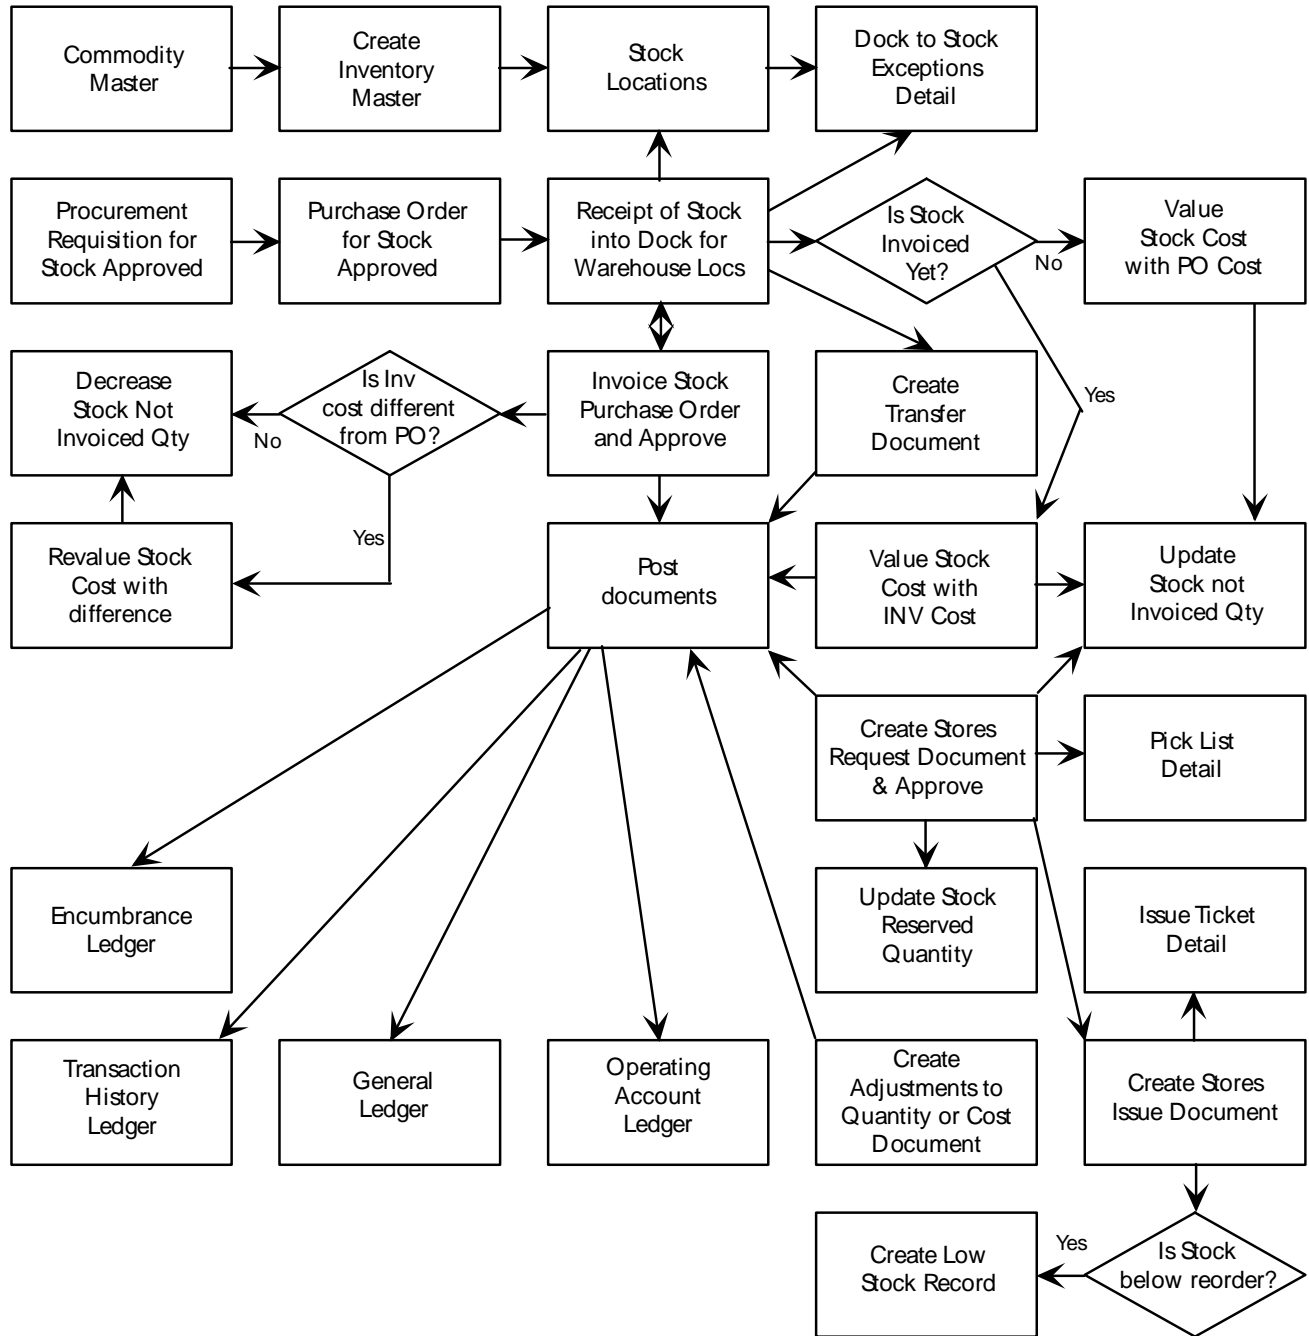 Commodity
Master
Create
Inventory
Master
Stock
Locations
Dock to Stock
Exceptions
Detail
Procurement
Requisition for
Stock Approved
Purchase Order
for Stock
Approved
Receipt of Stock
into Dock for
Warehouse Locs
Is Stock
Invoiced
Yet?
No
Value
Stock Cost
with PO Cost
Decrease
Stock Not
Invoiced Qty
Is Inv
cost different
from PO?
No
Invoice Stock
Purchase Order
and Approve
Create
Transfer
Document
Yes
Revalue Stock
Cost with
difference
Yes
Post
documents
Value Stock
Cost with
INV Cost
Update
Stock not
Invoiced Qty
Create Stores
Request Document
& Approve
Pick List
Detail
Encumbrance
Ledger
Update Stock
Reserved
Quantity
Issue Ticket
Detail
Transaction
History
Ledger
General
Ledger
Operating
Account
Ledger
Create
Adjustments to
Quantity or Cost
Document
Create Stores
Issue Document
Create Low
Stock Record
Yes
Is Stock
below reorder?